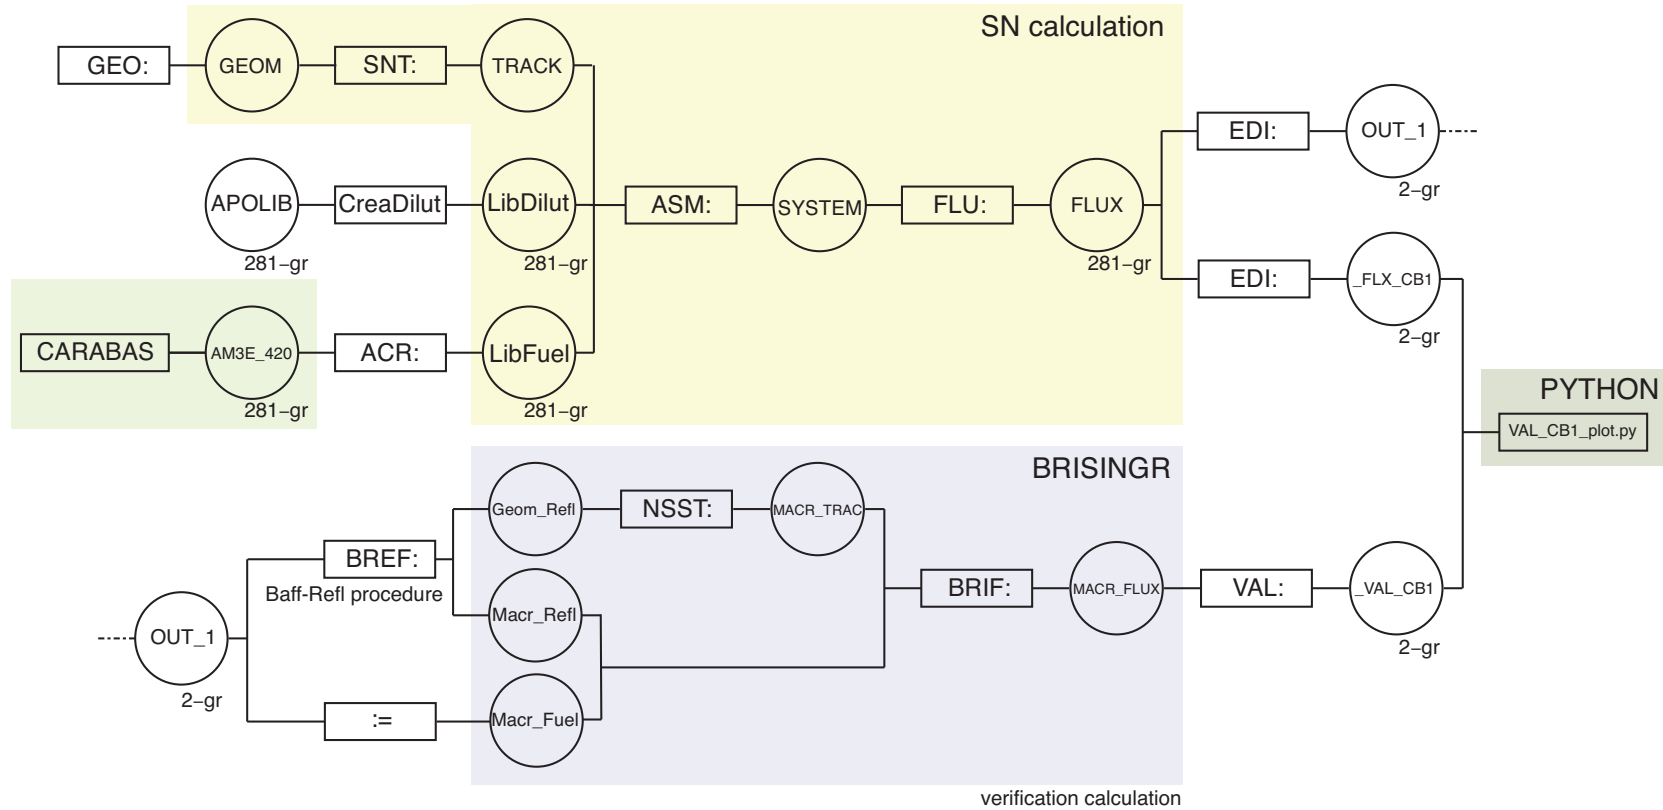 SN calculation
GEO:
GEOM
SNT:
TRACK
EDI:
OUT_1
2−gr
APOLIB
281−gr
CreaDilut
LibDilut
281−gr
ASM:
SYSTEM
FLU:
FLUX
281−gr
EDI:
_FLX_CB1
2−gr
CARABAS
AM3E_420
281−gr
ACR:
LibFuel
281−gr
PYTHON
VAL_CB1_plot.py
BRISINGR
Geom_Refl
NSST:
MACR_TRAC
BREF:
Baff-Refl procedure
Macr_Refl
BRIF:
MACR_FLUX
VAL:
_VAL_CB1
2−gr
OUT_1
2−gr
:=
Macr_Fuel
verification calculation